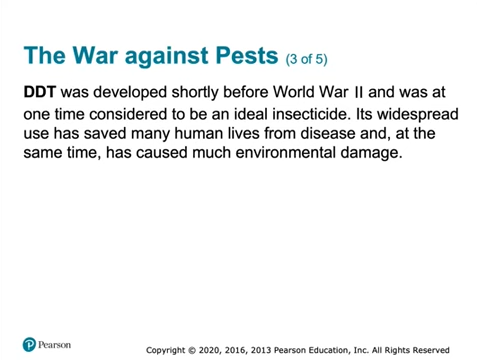 The War against Pests (3 of 5)
DDT was developed shortly before World War II and was at
one time considered to be an ideal insecticide. Its widespread
use has saved many human lives from disease and, at the
same time, has caused much environmental damage.
Pearson
Copyright © 2020, 2016, 2013 Pearson Education, Inc. All Rights Reserved